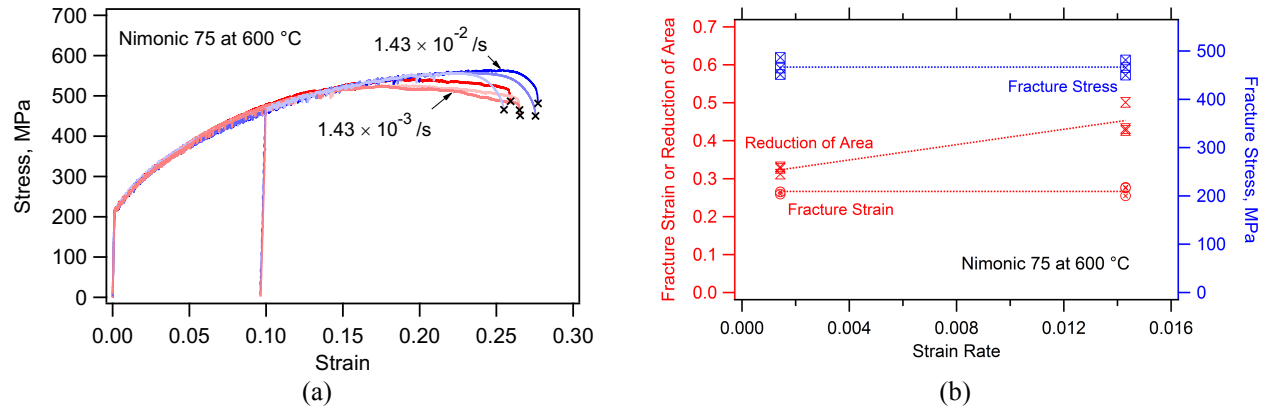 700
600
500
400
300
200
100
0
Stress, MPa
Nimonic 75 at 600 °C
1.43 × 10⁻² /s
1.43 × 10⁻³ /s
0.00 0.05 0.10 0.15 0.20 0.25 0.30
Strain
(a)
Fracture Strain or Reduction of Area
0.7
0.6
0.5
0.4
0.3
0.2
0.1
0.0
Fracture Stress
Reduction of Area
Fracture Strain
Nimonic 75 at 600 °C
500
400
300
200
100
0
Fracture Stress, MPa
0.000 0.004 0.008 0.012 0.016
Strain Rate
(b)